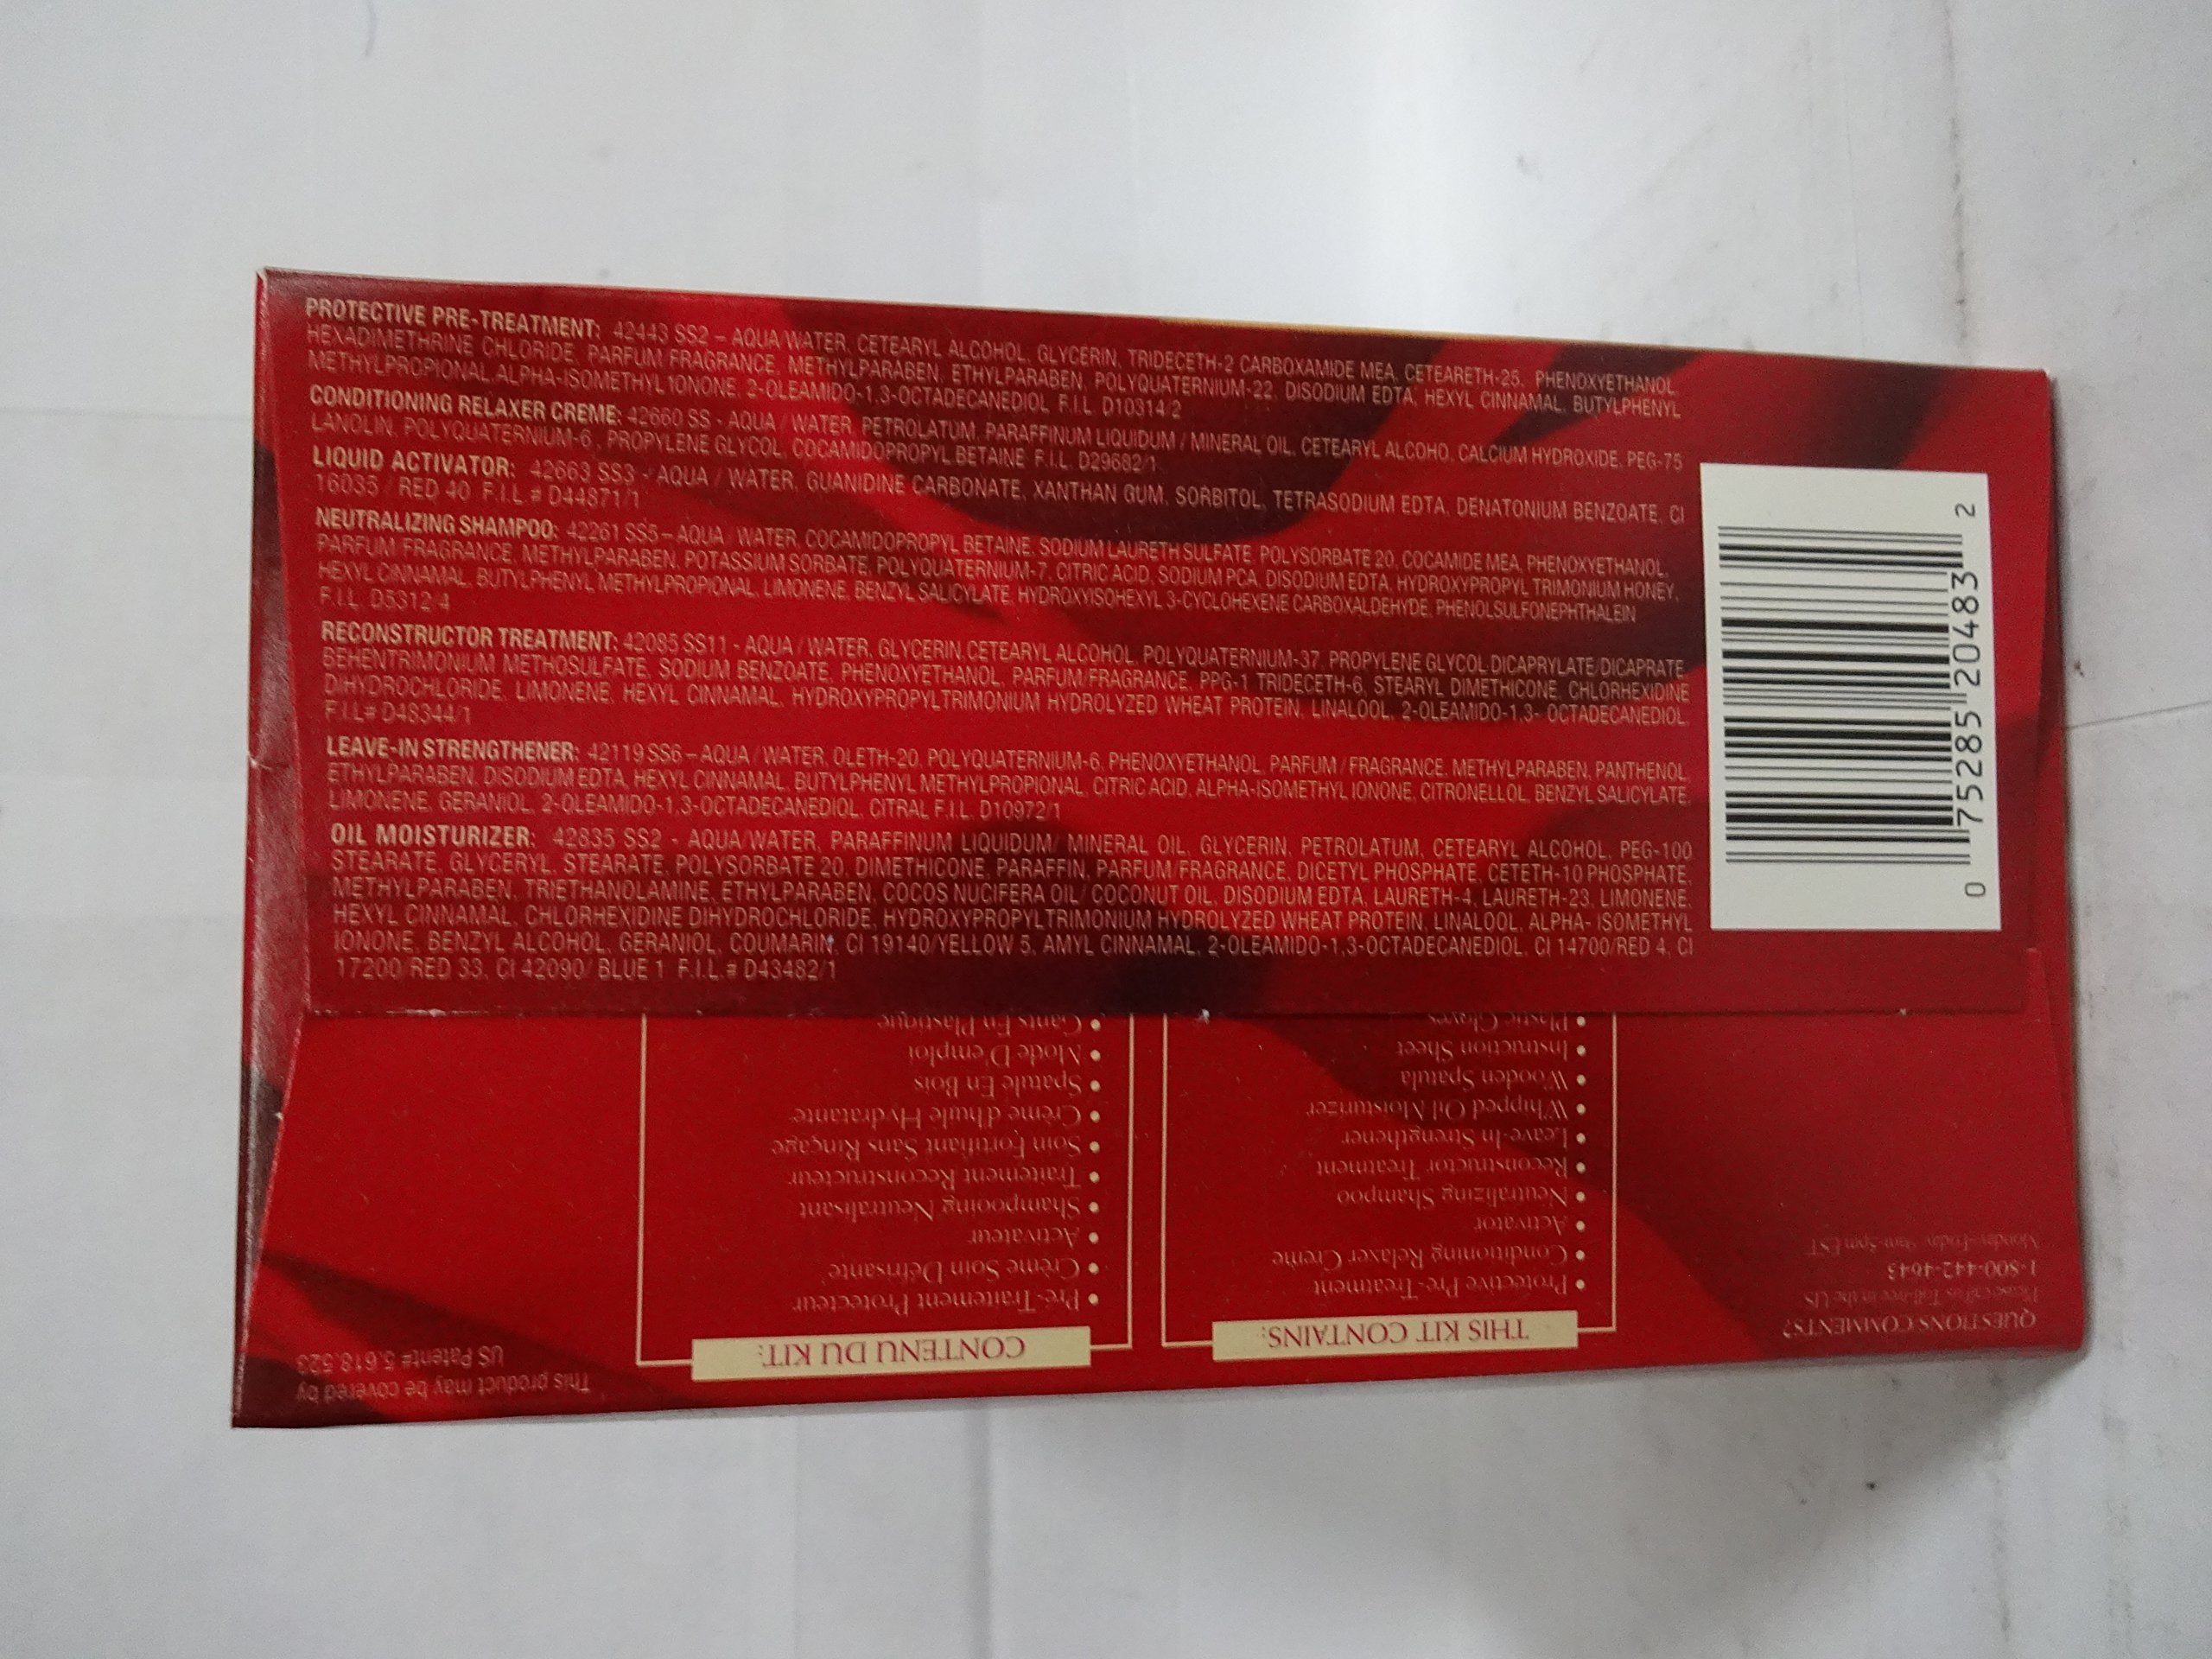 PROTECTIVE PRE-TREATMENT: 42443 SS2 – AQUA/WATER, CETEARYL ALCOHOL, GLYCERIN, TRIDECETH-2 CARBOXAMIDE MEA, CETEARETH-25, PHENOXYETHANOL,
HEXADIMETHRINE CHLORIDE, PARFUM/FRAGRANCE, METHYLPARABEN, ETHYLPARABEN, POLYQUATERNIUM-22, DISODIUM EDTA, HEXYL CINNAMAL, BUTYLPHENYL
METHYLPROPIONAL, ALPHA-ISOMETHYL IONONE, 2-OLEAMIDO-1,3-OCTADECANEDIOL F.I.L. D10314/2
CONDITIONING RELAXER CREME: 42660 SS - AQUA / WATER, PETROLATUM, PARAFFINUM LIQUIDUM / MINERAL OIL, CETEARYL ALCOHO, CALCIUM HYDROXIDE, PEG-75
LANOLIN, POLYQUATERNIUM-6, PROPYLENE GLYCOL, COCAMIDOPROPYL BETAINE F.I.L. D29682/1
LIQUID ACTIVATOR: 42663 SS3 - AQUA / WATER, GUANIDINE CARBONATE, XANTHAN GUM, SORBITOL, TETRASODIUM EDTA, DENATONIUM BENZOATE, CI
16035 / RED 40 F.I.L # D44871/1
NEUTRALIZING SHAMPOO: 42261 SS5 – AQUA / WATER, COCAMIDOPROPYL BETAINE, SODIUM LAURETH SULFATE, POLYSORBATE 20, COCAMIDE MEA, PHENOXYETHANOL,
PARFUM/FRAGRANCE, METHYLPARABEN, POTASSIUM SORBATE, POLYQUATERNIUM-7, CITRIC ACID, SODIUM PCA, DISODIUM EDTA, HYDROXYPROPYL TRIMONIUM HONEY,
HEXYL CINNAMAL, BUTYLPHENYL METHYLPROPIONAL, LIMONENE, BENZYL SALICYLATE, HYDROXYISOHEXYL 3-CYCLOHEXENE CARBOXALDEHYDE, PHENOLSULFONEPHTHALEIN
F.I.L. D5312/4
RECONSTRUCTOR TREATMENT: 42085 SS11 - AQUA / WATER, GLYCERIN, CETEARYL ALCOHOL, POLYQUATERNIUM-37, PROPYLENE GLYCOL DICAPRYLATE/DICAPRATE,
BEHENTRIMONIUM METHOSULFATE, SODIUM BENZOATE, PHENOXYETHANOL, PARFUM/FRAGRANCE, PPG-1 TRIDECETH-6, STEARYL DIMETHICONE, CHLORHEXIDINE
DIHYDROCHLORIDE, LIMONENE, HEXYL CINNAMAL, HYDROXYPROPYLTRIMONIUM HYDROLYZED WHEAT PROTEIN, LINALOOL, 2-OLEAMIDO-1,3- OCTADECANEDIOL,
F.I.L# D48344/1
LEAVE-IN STRENGTHENER: 42119 SS6 – AQUA / WATER, OLETH-20, POLYQUATERNIUM-6, PHENOXYETHANOL, PARFUM / FRAGRANCE, METHYLPARABEN, PANTHENOL,
ETHYLPARABEN, DISODIUM EDTA, HEXYL CINNAMAL, BUTYLPHENYL METHYLPROPIONAL, CITRIC ACID, ALPHA-ISOMETHYL IONONE, CITRONELLOL, BENZYL SALICYLATE,
LIMONENE, GERANIOL, 2-OLEAMIDO-1,3-OCTADECANEDIOL, CITRAL F.I.L. D10972/1
OIL MOISTURIZER: 42835 SS2 - AQUA/WATER, PARAFFINUM LIQUIDUM/ MINERAL OIL, GLYCERIN, PETROLATUM, CETEARYL ALCOHOL, PEG-100
STEARATE, GLYCERYL, STEARATE, POLYSORBATE 20, DIMETHICONE, PARAFFIN, PARFUM/FRAGRANCE, DICETYL PHOSPHATE, CETETH-10 PHOSPHATE,
METHYLPARABEN, TRIETHANOLAMINE, ETHYLPARABEN, COCOS NUCIFERA OIL/ COCONUT OIL, DISODIUM EDTA, LAURETH-4, LAURETH-23, LIMONENE,
HEXYL CINNAMAL, CHLORHEXIDINE DIHYDROCHLORIDE, HYDROXYPROPYLTRIMONIUM HYDROLYZED WHEAT PROTEIN, LINALOOL, ALPHA- ISOMETHYL
IONONE, BENZYL ALCOHOL, GERANIOL, COUMARIN, CI 19140/YELLOW 5, AMYL CINNAMAL, 2-OLEAMIDO-1,3-OCTADECANEDIOL, CI 14700/RED 4, CI
17200/RED 33, CI 42090/ BLUE 1 F.I.L.# D43482/1
0 75285 20483 2
QUESTIONS/COMMENTS?
Please call us Toll-free in the US
1-800-442-4643
Monday-Friday 9am-5pm EST
THIS KIT CONTAINS:
• Protective Pre-Treatment
• Conditioning Relaxer Creme
• Activator
• Neutralizing Shampoo
• Reconstructor Treatment
• Leave-In Strengthener
• Whipped Oil Moisturizer
• Wooden Spatula
• Instruction Sheet
• Plastic Gloves
CONTENU DU KIT:
• Pré-Traitement Protecteur
• Crème Soin Défrisante
• Activateur
• Shampooing Neutralisant
• Traitement Reconstructeur
• Soin Fortifiant Sans Rinçage
• Crème d'huile Hydratante
• Spatule En Bois
• Mode D'emploi
• Gants En Plastique
This product may be covered by
US Patent# 5,618,523